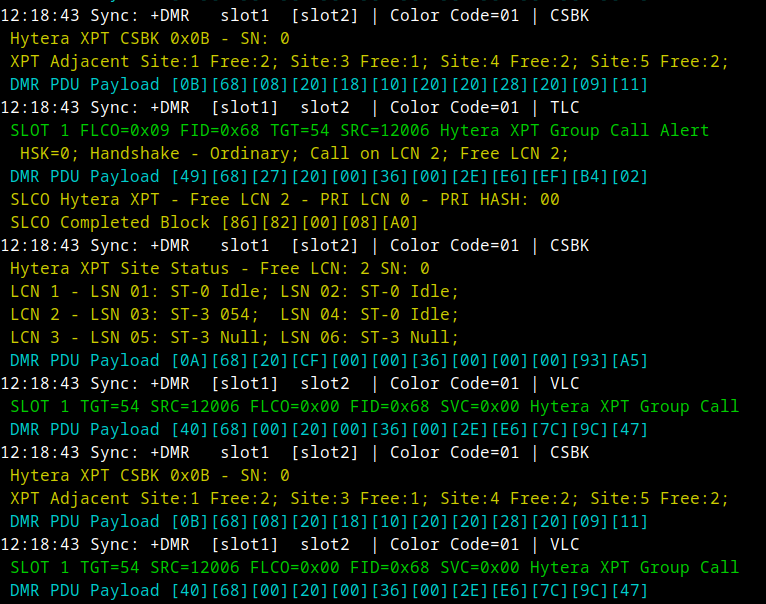 12:18:43 Sync: +DMR   slot1  [slot2] | Color Code=01 | CSBK
 Hytera XPT CSBK 0x0B - SN: 0
 XPT Adjacent Site:1 Free:2; Site:3 Free:1; Site:4 Free:2; Site:5 Free:2;
 DMR PDU Payload [0B][68][08][20][18][10][20][20][28][20][09][11]
12:18:43 Sync: +DMR  [slot1]  slot2  | Color Code=01 | TLC
 SLOT 1 FLCO=0x09 FID=0x68 TGT=54 SRC=12006 Hytera XPT Group Call Alert
  HSK=0; Handshake - Ordinary; Call on LCN 2; Free LCN 2;
 DMR PDU Payload [49][68][27][20][00][36][00][2E][E6][EF][B4][02]
 SLCO Hytera XPT - Free LCN 2 - PRI LCN 0 - PRI HASH: 00
 SLCO Completed Block [86][82][00][08][A0]
12:18:43 Sync: +DMR   slot1  [slot2] | Color Code=01 | CSBK
 Hytera XPT Site Status - Free LCN: 2 SN: 0
 LCN 1 - LSN 01: ST-0 Idle; LSN 02: ST-0 Idle;
 LCN 2 - LSN 03: ST-3 054;  LSN 04: ST-0 Idle;
 LCN 3 - LSN 05: ST-3 Null; LSN 06: ST-3 Null;
 DMR PDU Payload [0A][68][20][CF][00][00][36][00][00][00][93][A5]
12:18:43 Sync: +DMR  [slot1]  slot2  | Color Code=01 | VLC
 SLOT 1 TGT=54 SRC=12006 FLCO=0x00 FID=0x68 SVC=0x00 Hytera XPT Group Call
 DMR PDU Payload [40][68][00][20][00][36][00][2E][E6][7C][9C][47]
12:18:43 Sync: +DMR   slot1  [slot2] | Color Code=01 | CSBK
 Hytera XPT CSBK 0x0B - SN: 0
 XPT Adjacent Site:1 Free:2; Site:3 Free:1; Site:4 Free:2; Site:5 Free:2;
 DMR PDU Payload [0B][68][08][20][18][10][20][20][28][20][09][11]
12:18:43 Sync: +DMR  [slot1]  slot2  | Color Code=01 | VLC
 SLOT 1 TGT=54 SRC=12006 FLCO=0x00 FID=0x68 SVC=0x00 Hytera XPT Group Call
 DMR PDU Payload [40][68][00][20][00][36][00][2E][E6][7C][9C][47]